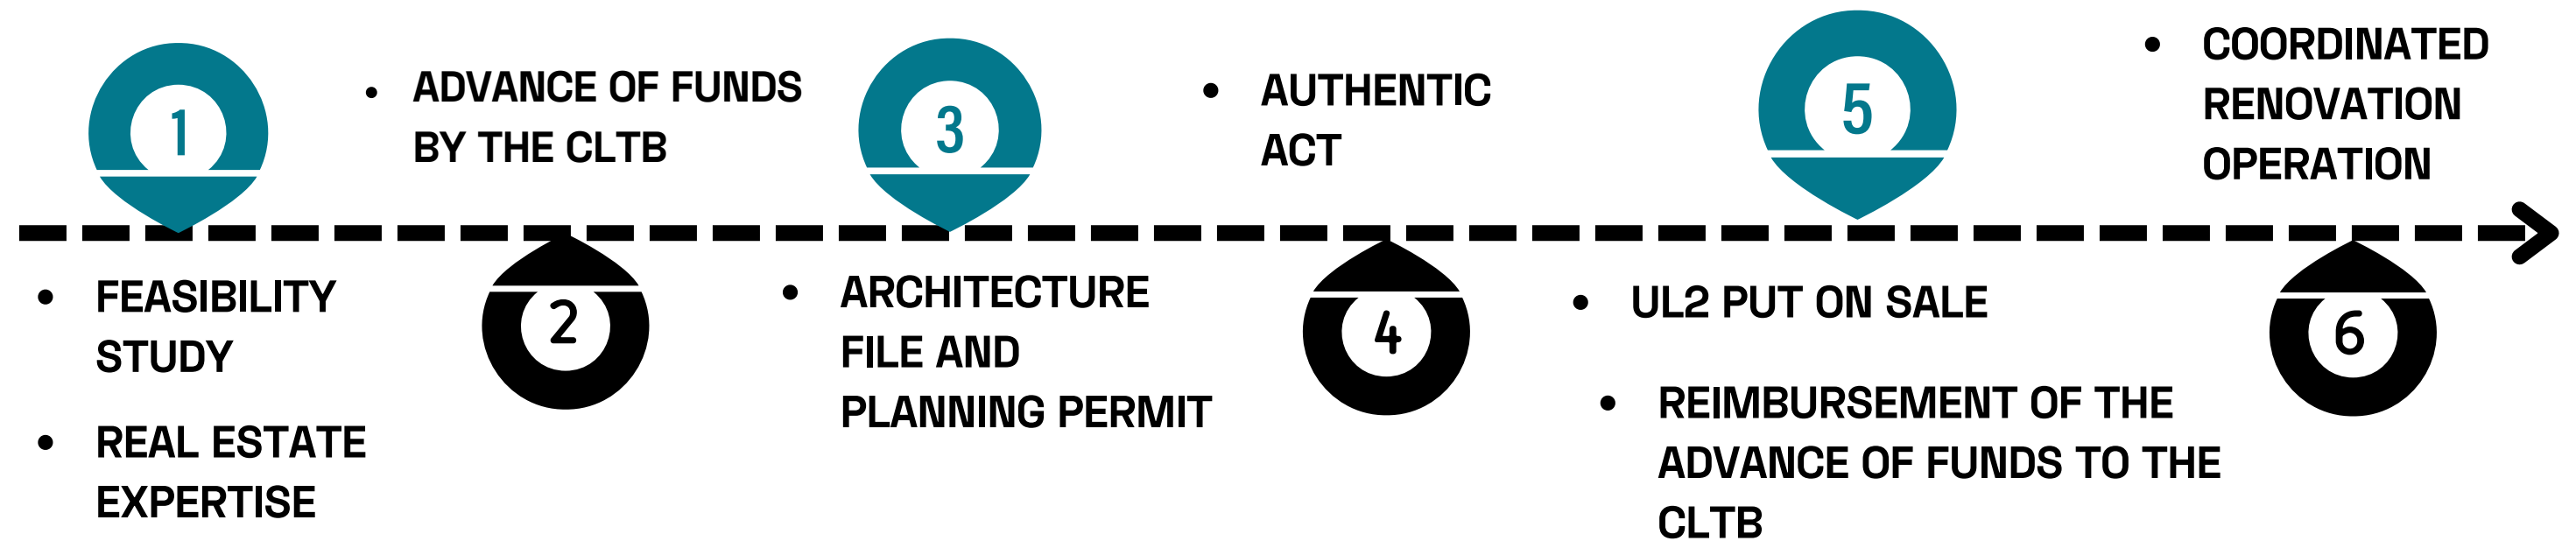 1
• FEASIBILITY
STUDY
• REAL ESTATE
EXPERTISE
• ADVANCE OF FUNDS
BY THE CLTB
2
3
• ARCHITECTURE
FILE AND
PLANNING PERMIT
• AUTHENTIC
ACT
4
5
• UL2 PUT ON SALE
• REIMBURSEMENT OF THE
ADVANCE OF FUNDS TO THE
CLTB
• COORDINATED
RENOVATION
OPERATION
6